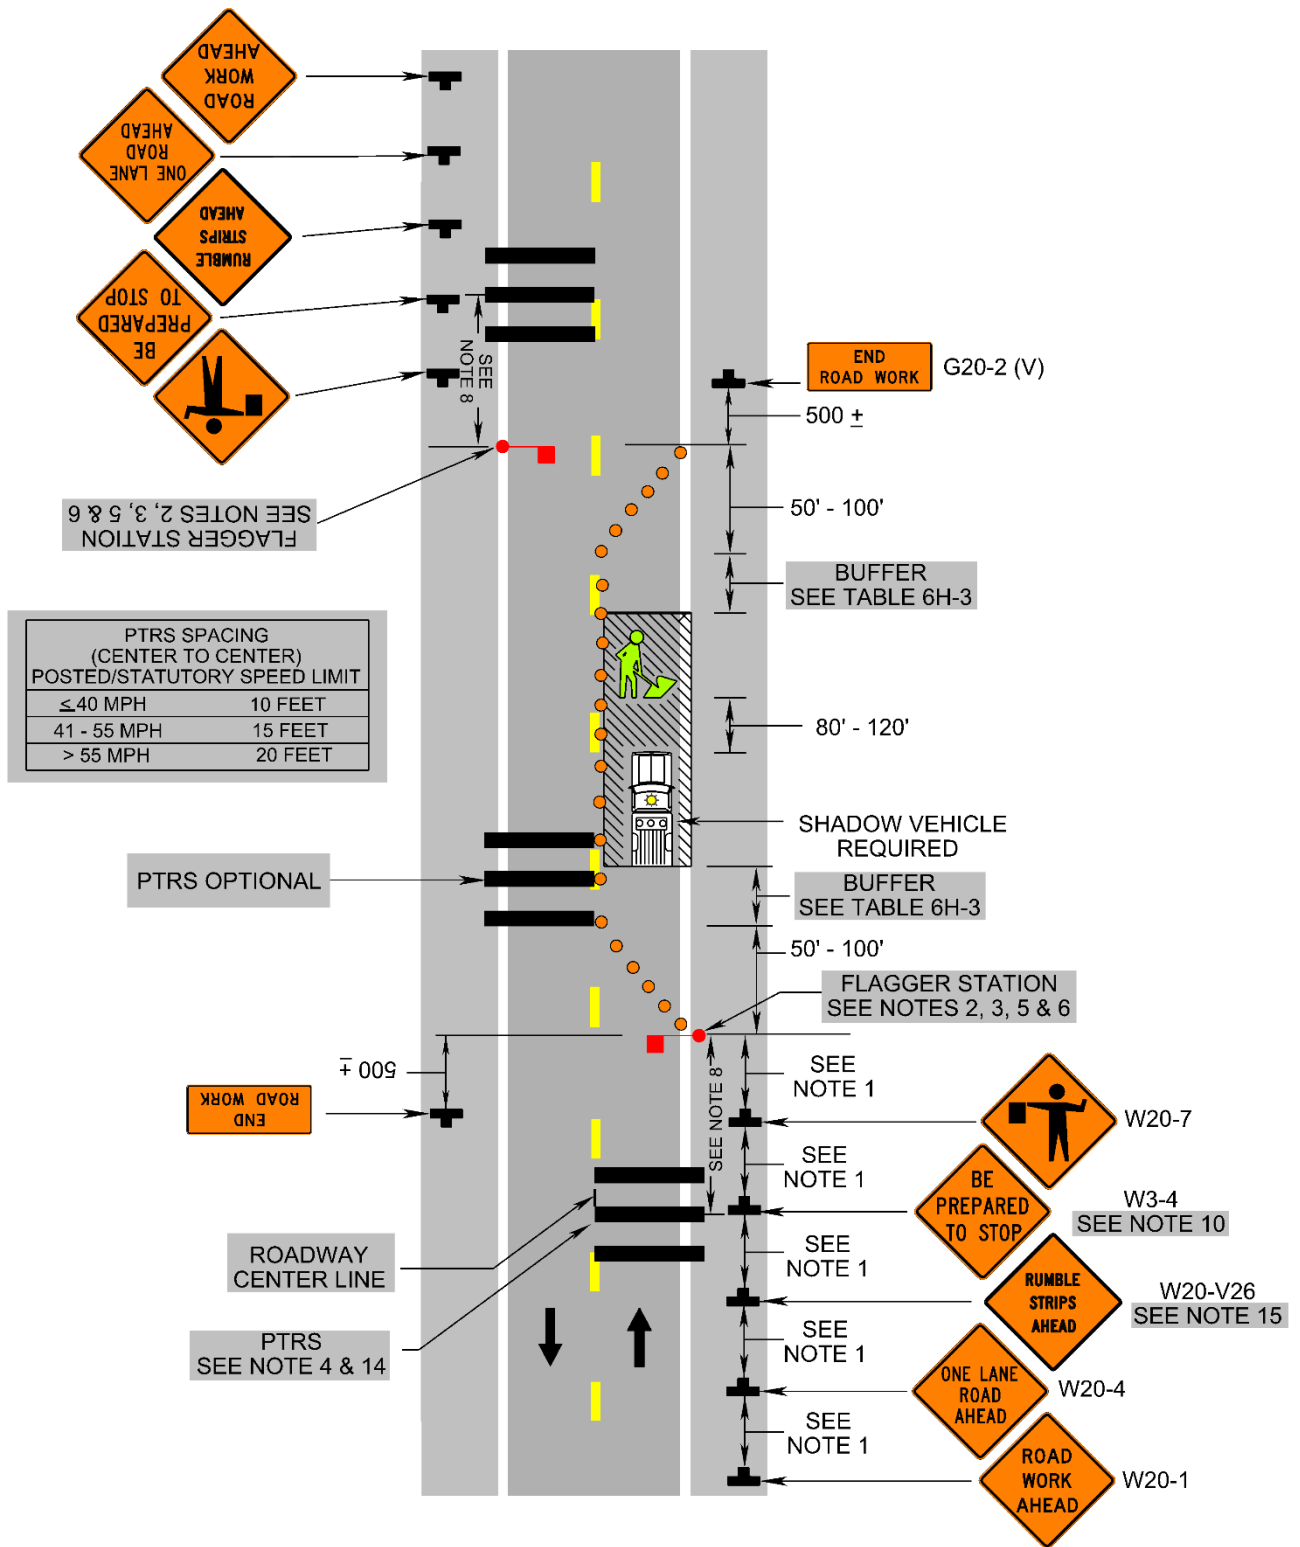 ROAD
WORK
AHEAD
ONE LANE
ROAD
AHEAD
RUMBLE
STRIPS
AHEAD
BE
PREPARED
TO STOP
SEE
NOTE 8
FLAGGER STATION
SEE NOTES 2, 3, 5 & 6
END
ROAD WORK
G20-2 (V)
500 ±
50' - 100'
BUFFER
SEE TABLE 6H-3
PTRS SPACING
(CENTER TO CENTER)
POSTED/STATUTORY SPEED LIMIT
≤40 MPH 10 FEET
41 - 55 MPH 15 FEET
> 55 MPH 20 FEET
80' - 120'
SHADOW VEHICLE
REQUIRED
PTRS OPTIONAL
BUFFER
SEE TABLE 6H-3
50' - 100'
FLAGGER STATION
SEE NOTES 2, 3, 5 & 6
500 ±
END
ROAD WORK
SEE NOTE 8
SEE
NOTE 1
W20-7
SEE
NOTE 1
BE
PREPARED
TO STOP
W3-4
SEE NOTE 10
ROADWAY
CENTER LINE
SEE
NOTE 1
RUMBLE
STRIPS
AHEAD
W20-V26
SEE NOTE 15
PTRS
SEE NOTE 4 & 14
SEE
NOTE 1
ONE LANE
ROAD
AHEAD
W20-4
SEE
NOTE 1
ROAD
WORK
AHEAD
W20-1